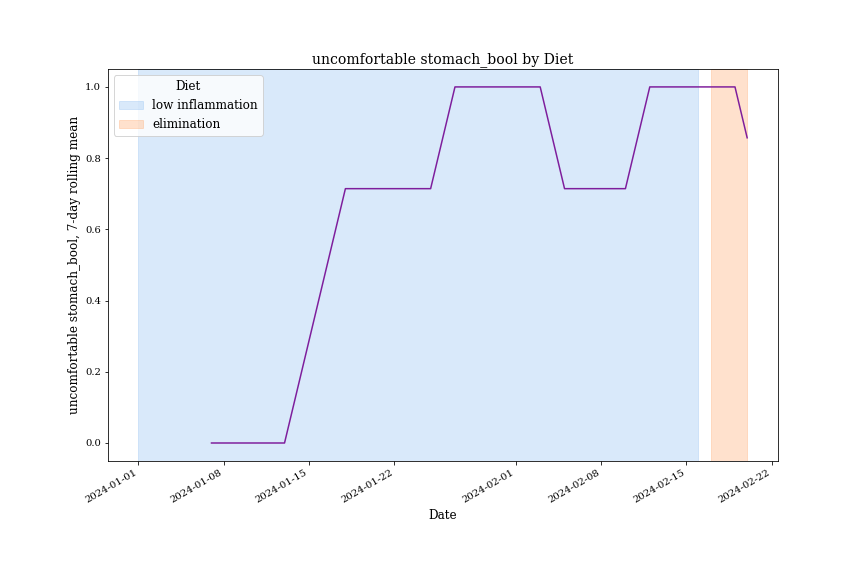 uncomfortable stomach_bool by Diet
Diet
low inflammation
elimination
uncomfortable stomach_bool, 7-day rolling mean
1.0
0.8
0.6
0.4
0.2
0.0
2024-01-01
2024-01-08
2024-01-15
2024-01-22
2024-02-01
2024-02-08
2024-02-15
2024-02-22
Date